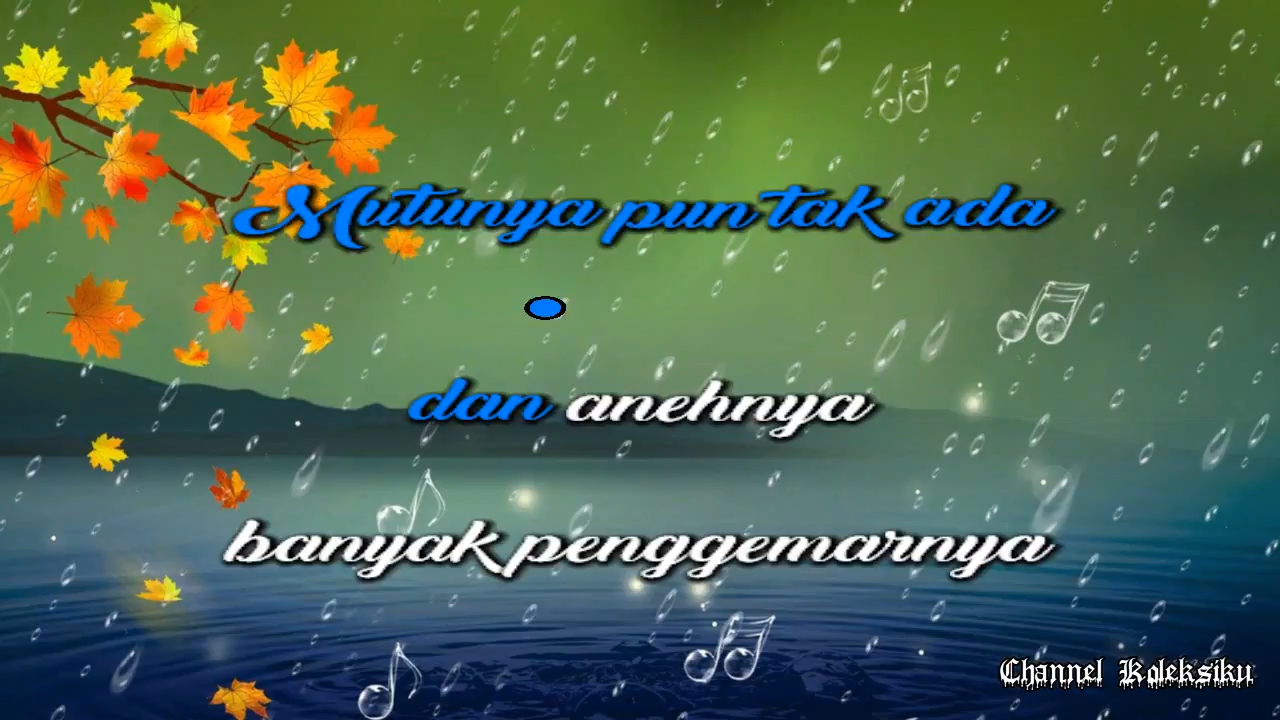 Mutunya pun tak ada
dan anehnya
banyak penggemarnya
Channel Koleksiku